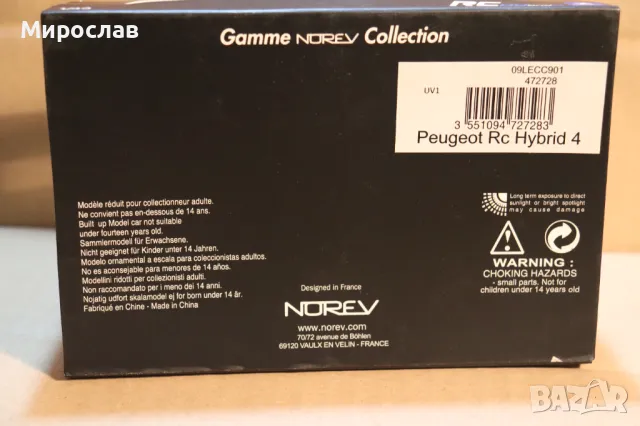 Мирослав
RC
Gamme NOREV Collection
09LECC901
472728
UV1
3 551094 727283
Peugeot Rc Hybrid 4
Long term exposure to direct
sunlight or bright spotlight
may cause damage
Modèle réduit pour collectionneur adulte.
Ne convient pas en-dessous de 14 ans.
Built up Model car not suitable
under fourteen years old.
Sammlermodell für Erwachsene.
Nicht geeignet für Kinder unter 14 Jahren.
Modelo ornamental a escala para coleccionistas adultos.
No es aconsejable para menores de 14 años.
Modellini ridotti per collezionisti adulti.
Non raccomandato per i meno dei 14 anni.
Nojatig udfort skalamodel ej for born under 14 år.
Fabriqué en Chine - Made in China
WARNING :
CHOKING HAZARDS
- small parts. Not for
children under 14 years old
Designed in France
NOREV
www.norev.com
70/72 avenue de Böhlen
69120 VAULX EN VELIN - FRANCE
BAZAR